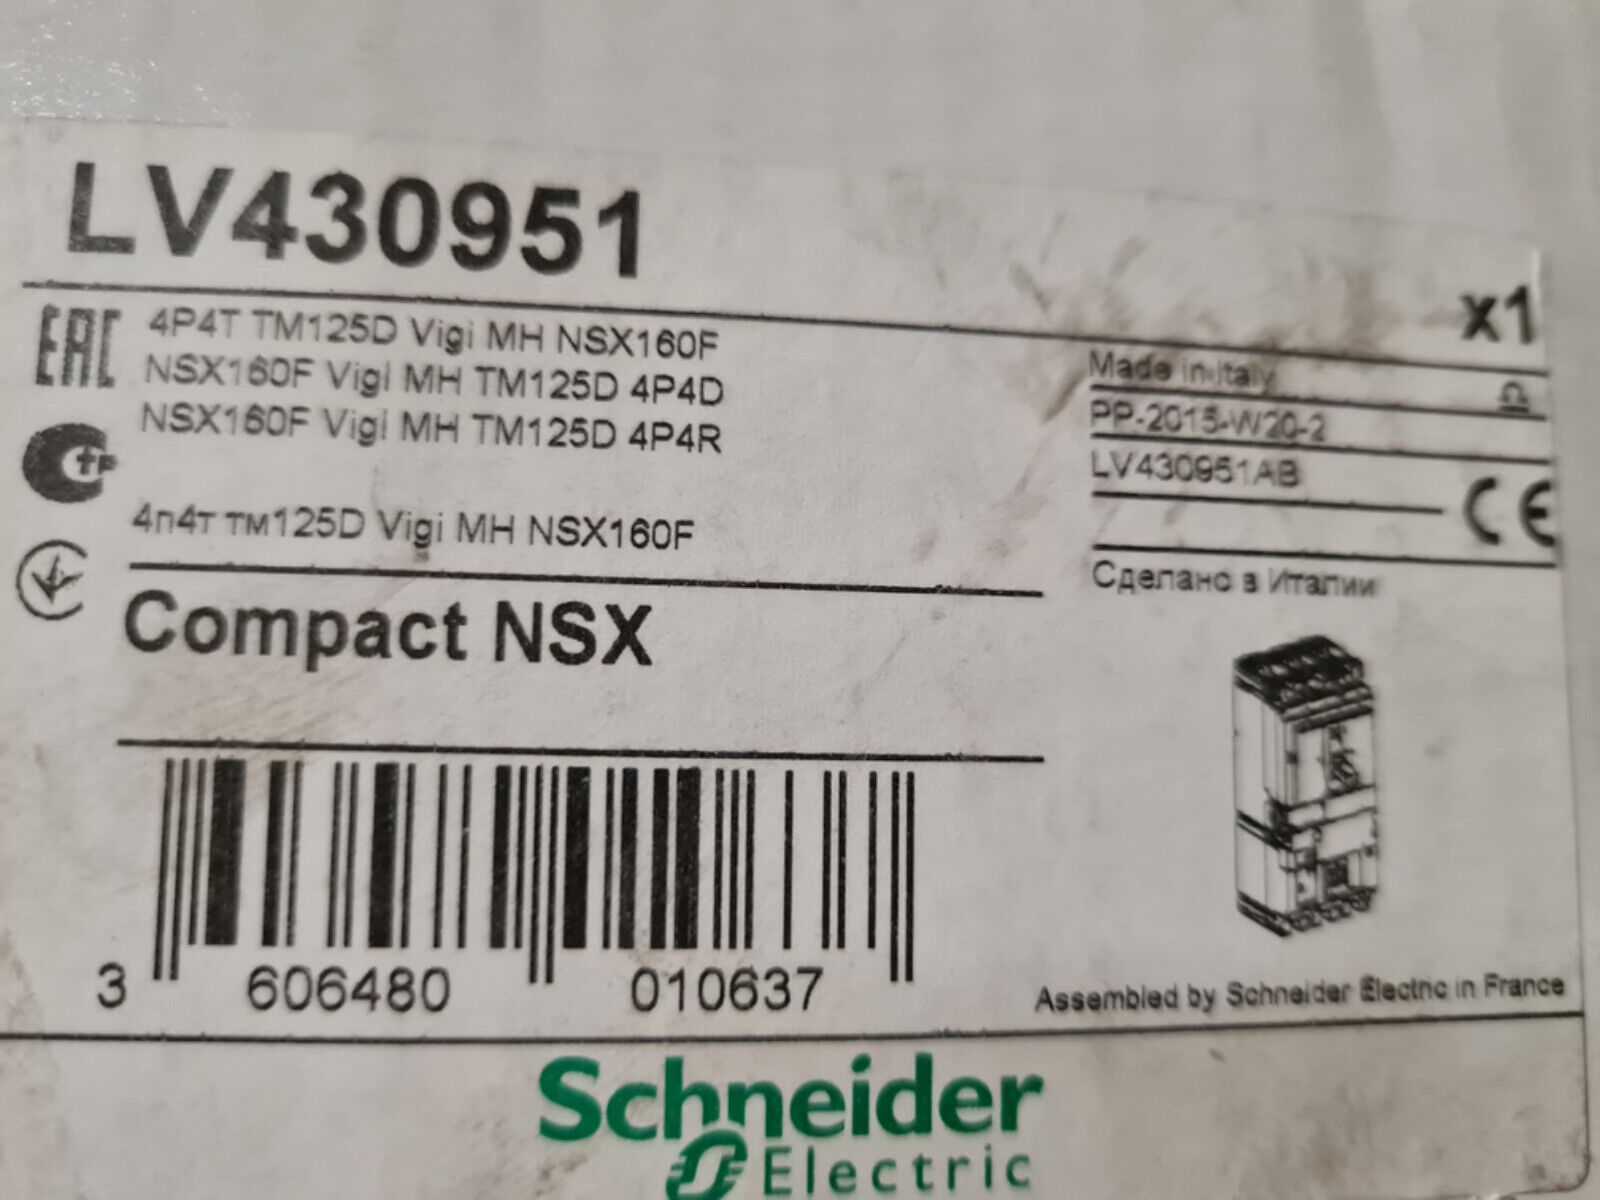 LV430951
x1
EAC
4P4T TM125D Vigi MH NSX160F
NSX160F Vigi MH TM125D 4P4D
NSX160F Vigi MH TM125D 4P4R
4п4т тм125D Vigi MH NSX160F
Made in Italy
PP-2015-W20-2
LV430951AB
CE
Сделано в Италии
Compact NSX
3 606480 010637
Assembled by Schneider Electric in France
Schneider
Electric